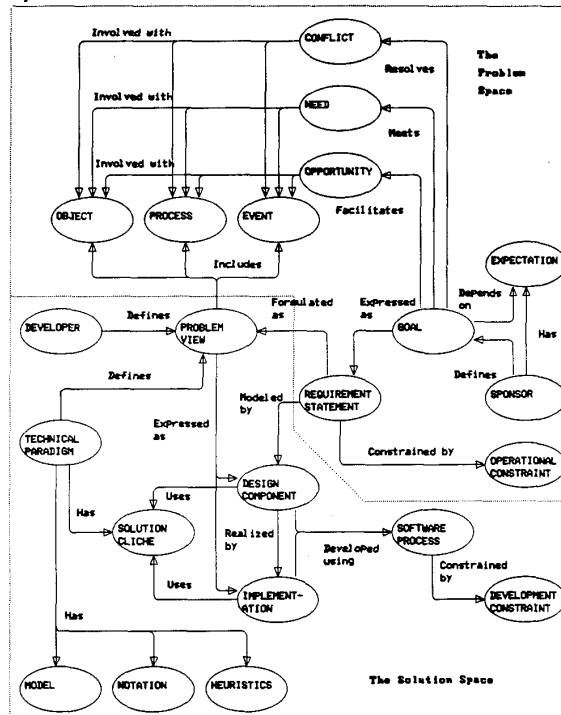 Involved with
CONFLICT
The
Problem
Space
Resolves
Involved with
NEED
Meets
Involved with
OPPORTUNITY
Facilitates
OBJECT
PROCESS
EVENT
EXPECTATION
Includes
Depends
on
Formulated
as
Expressed
as
GOAL
Has
DEVELOPER
Defines
PROBLEM
VIEW
Defines
Defines
REQUIREMENT
STATEMENT
SPONSOR
Modeled
by
Expressed
as
TECHNICAL
PARADIGM
Constrained by
OPERATIONAL
CONSTRAINT
DESIGN
COMPONENT
Uses
Has
SOLUTION
CLICHE
Realized
by
SOFTWARE
PROCESS
Developed
using
Uses
IMPLEMENT-
ATION
Constrained
by
DEVELOPMENT
CONSTRAINT
Has
MODEL
NOTATION
HEURISTICS
The Solution Space